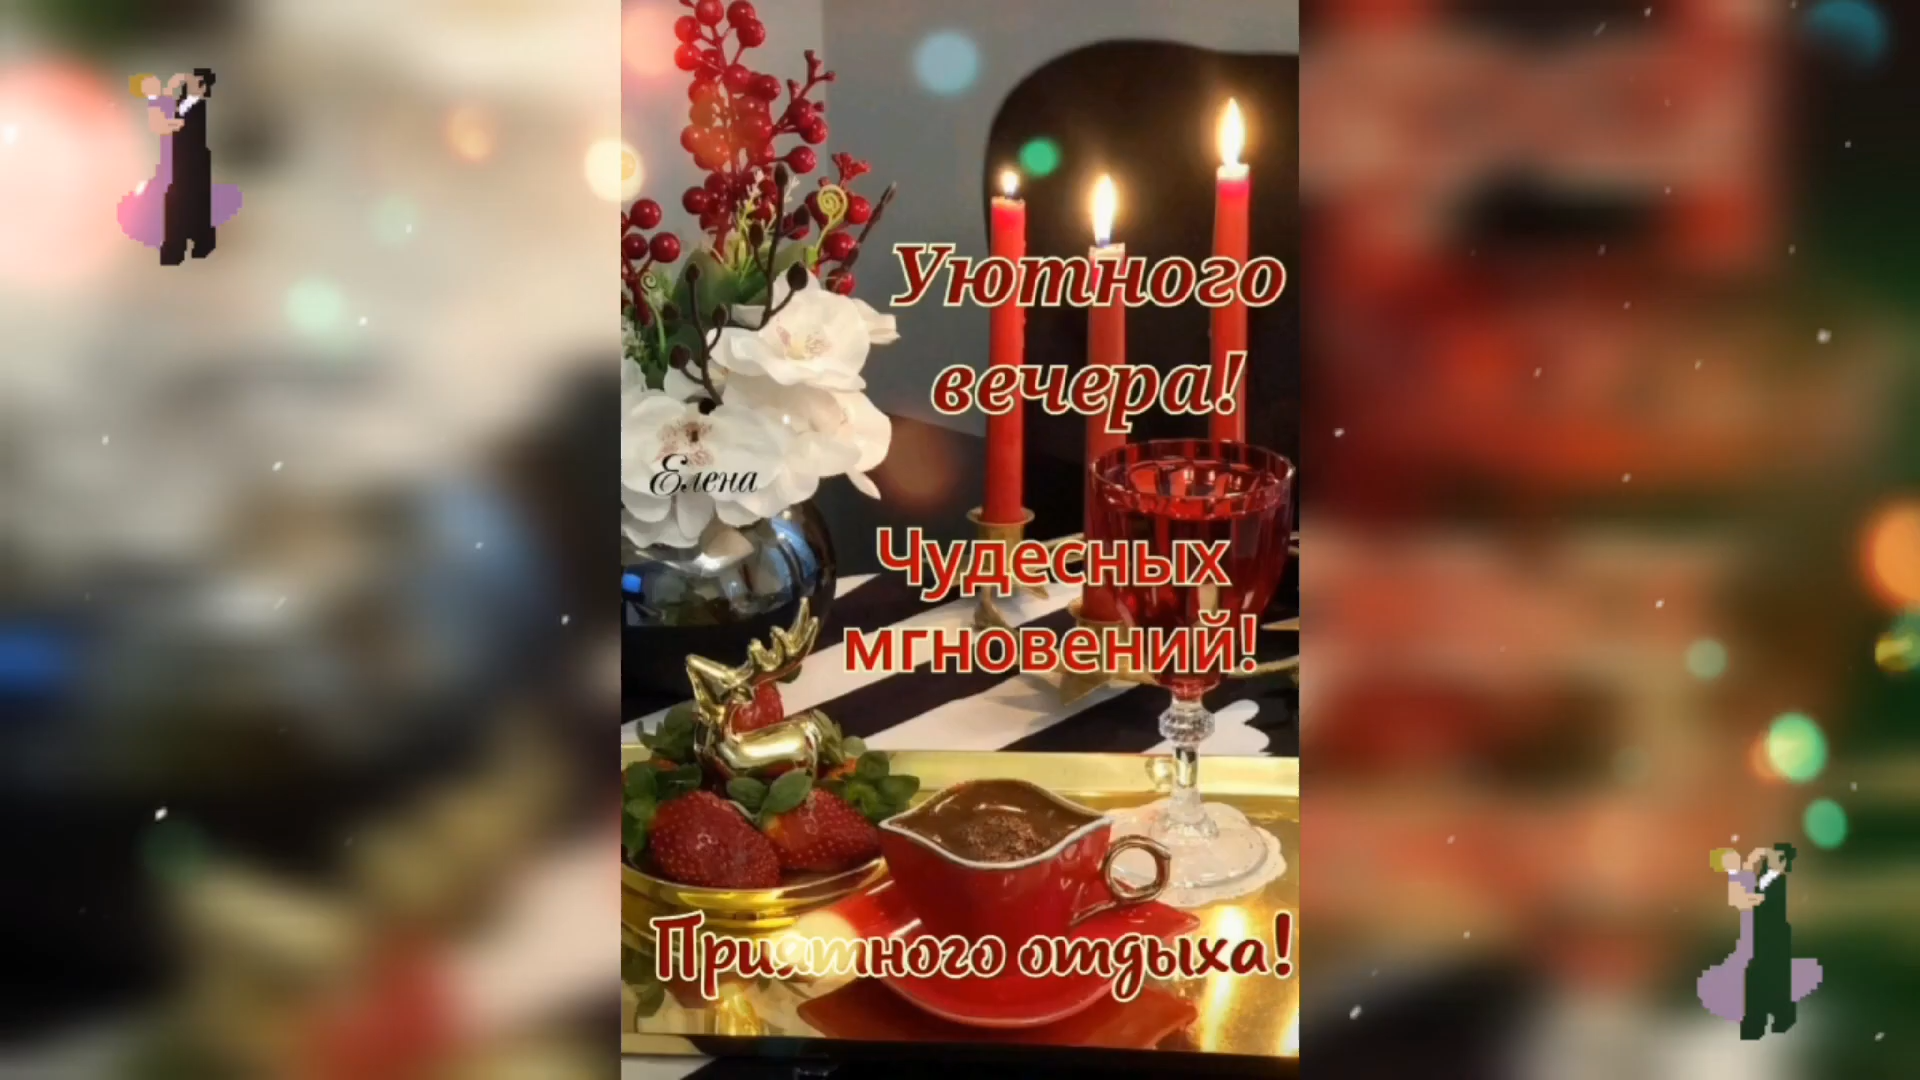 Уютного
вечера!
Елена
Чудесных
мгновений!
Приятного отдыха!